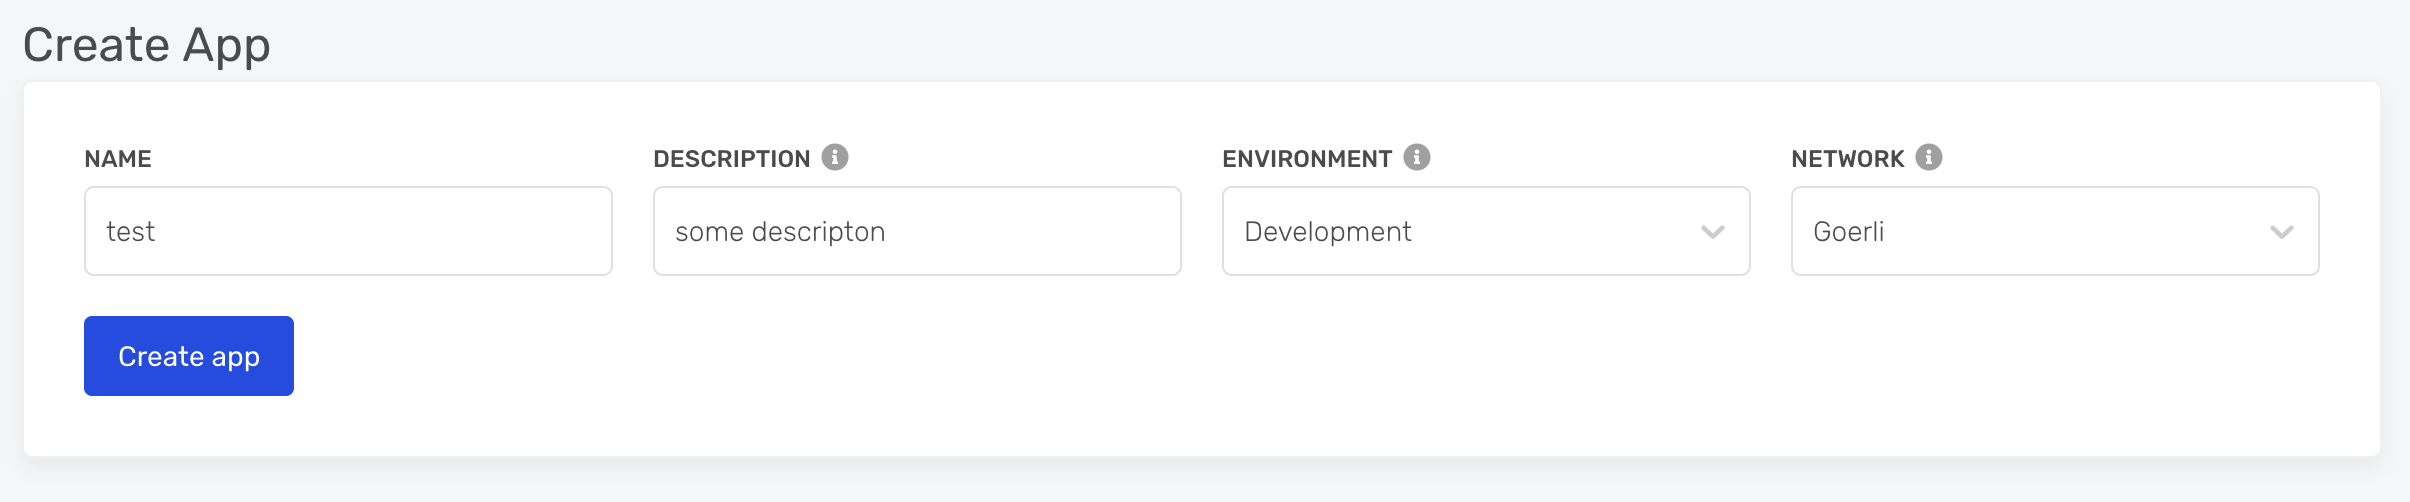 Create App
NAME DESCRIPTION ENVIRONMENT NETWORK
test some descripton Development Goerli
Create app